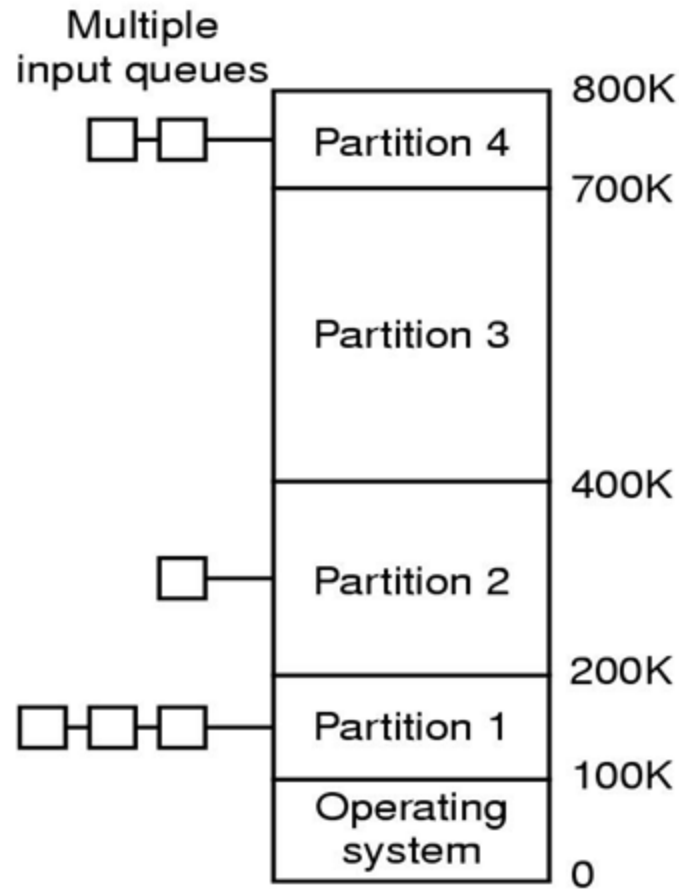 Multiple
input queues
800K
Partition 4
700K
Partition 3
400K
Partition 2
200K
Partition 1
100K
Operating
system
0